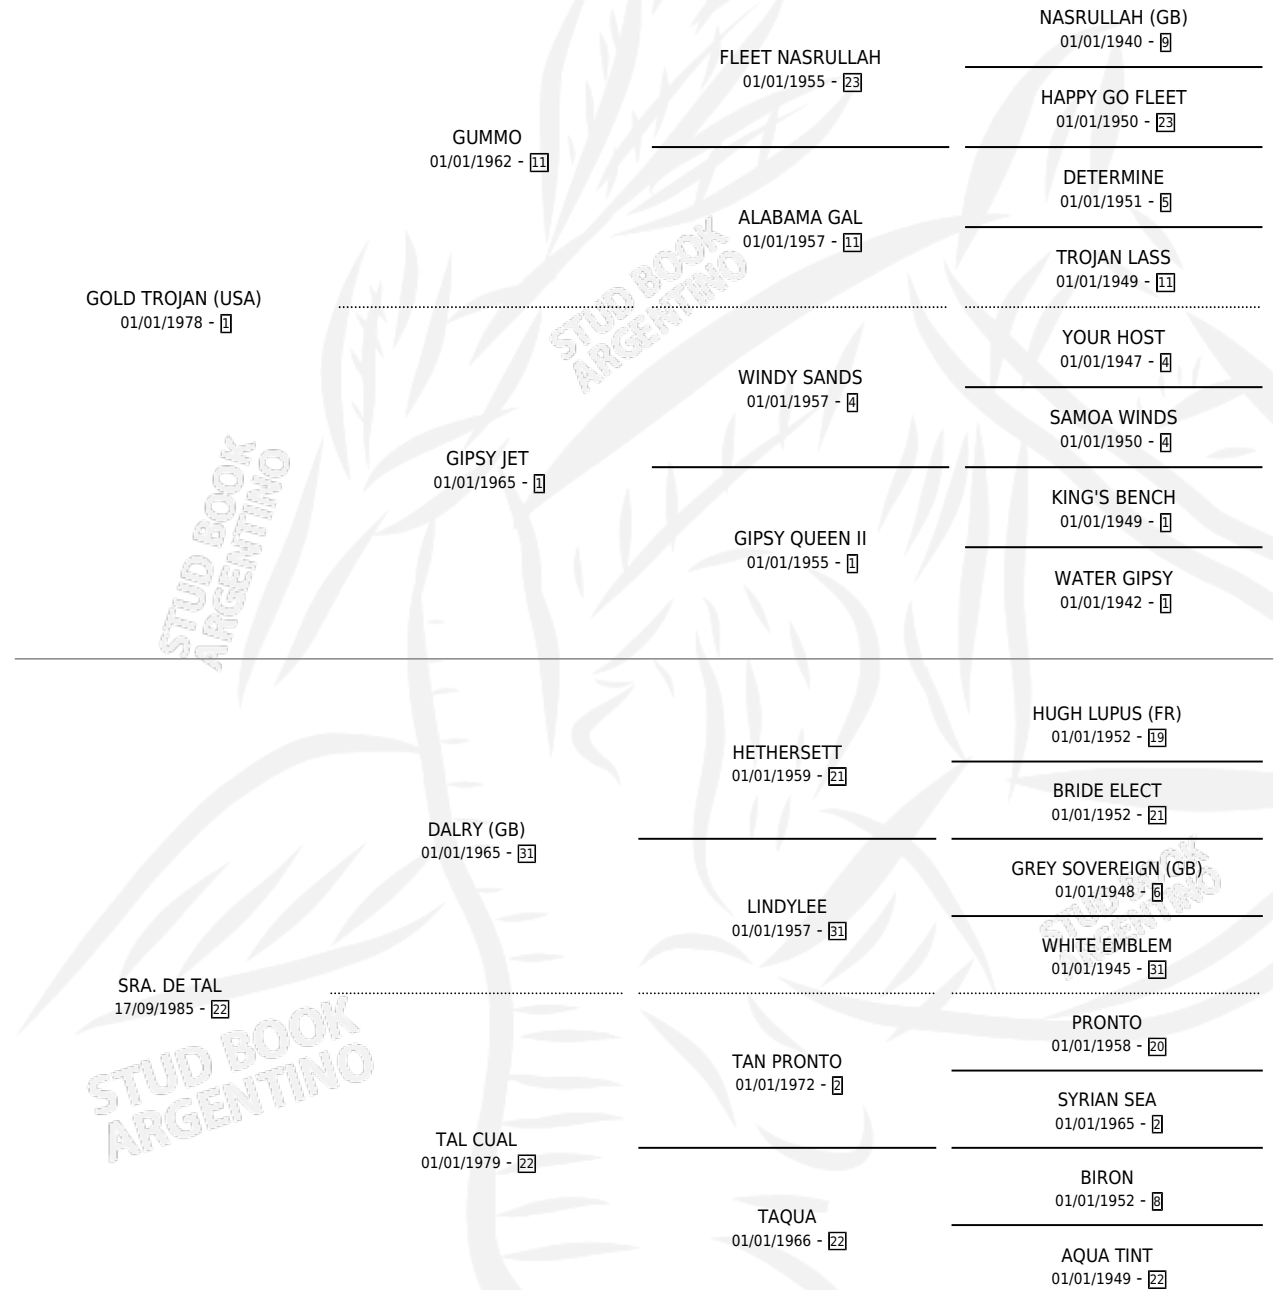 NASRULLAH (GB)
01/01/1940 - 9
FLEET NASRULLAH
01/01/1955 - 23
HAPPY GO FLEET
01/01/1950 - 23
GUMMO
01/01/1962 - 11
DETERMINE
01/01/1951 - 5
ALABAMA GAL
01/01/1957 - 11
TROJAN LASS
01/01/1949 - 11
GOLD TROJAN (USA)
01/01/1978 - 1
STUD BOOK
ARGENTINO
YOUR HOST
01/01/1947 - 4
WINDY SANDS
01/01/1957 - 4
SAMOA WINDS
01/01/1950 - 4
GIPSY JET
01/01/1965 - 1
KING'S BENCH
01/01/1949 - 1
GIPSY QUEEN II
01/01/1955 - 1
WATER GIPSY
01/01/1942 - 1
STUD BOOK
ARGENTINO
HUGH LUPUS (FR)
01/01/1952 - 19
HETHERSETT
01/01/1959 - 21
BRIDE ELECT
01/01/1952 - 21
DALRY (GB)
01/01/1965 - 31
GREY SOVEREIGN (GB)
01/01/1948 - 6
LINDYLEE
01/01/1957 - 31
STUD BOOK
ARGENTINO
WHITE EMBLEM
01/01/1945 - 31
SRA. DE TAL
17/09/1985 - 22
STUD BOOK
ARGENTINO
PRONTO
01/01/1958 - 20
TAN PRONTO
01/01/1972 - 2
SYRIAN SEA
01/01/1965 - 2
TAL CUAL
01/01/1979 - 22
BIRON
01/01/1952 - 8
TAQUA
01/01/1966 - 22
AQUA TINT
01/01/1949 - 22